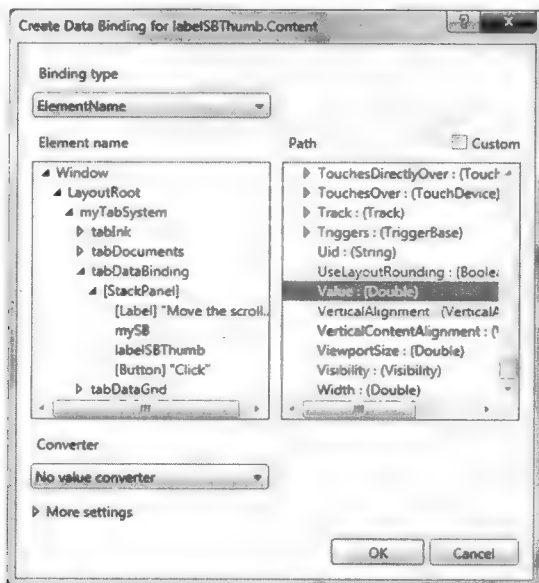 Create Data Binding for labelSBThumb.Content
Binding type
ElementName
Element name
Window
LayoutRoot
myTabSystem
tabInk
tabDocuments
tabDataBinding
[StackPanel]
[Label] "Move the scroll..
mySB
labelSBThumb
[Button] "Click"
tabDataGrid
Path
Custom
TouchesDirectlyOver : (Touch
TouchesOver : (TouchDevice)
Track : (Track)
Triggers : (TriggerBase)
Uid : (String)
UseLayoutRounding : (Boolea
Value : (Double)
VerticalAlignment : (VerticalA
VerticalContentAlignment : (V
ViewportSize : (Double)
Visibility : (Visibility)
Width : (Double)
Converter
No value converter
More settings
OK
Cancel